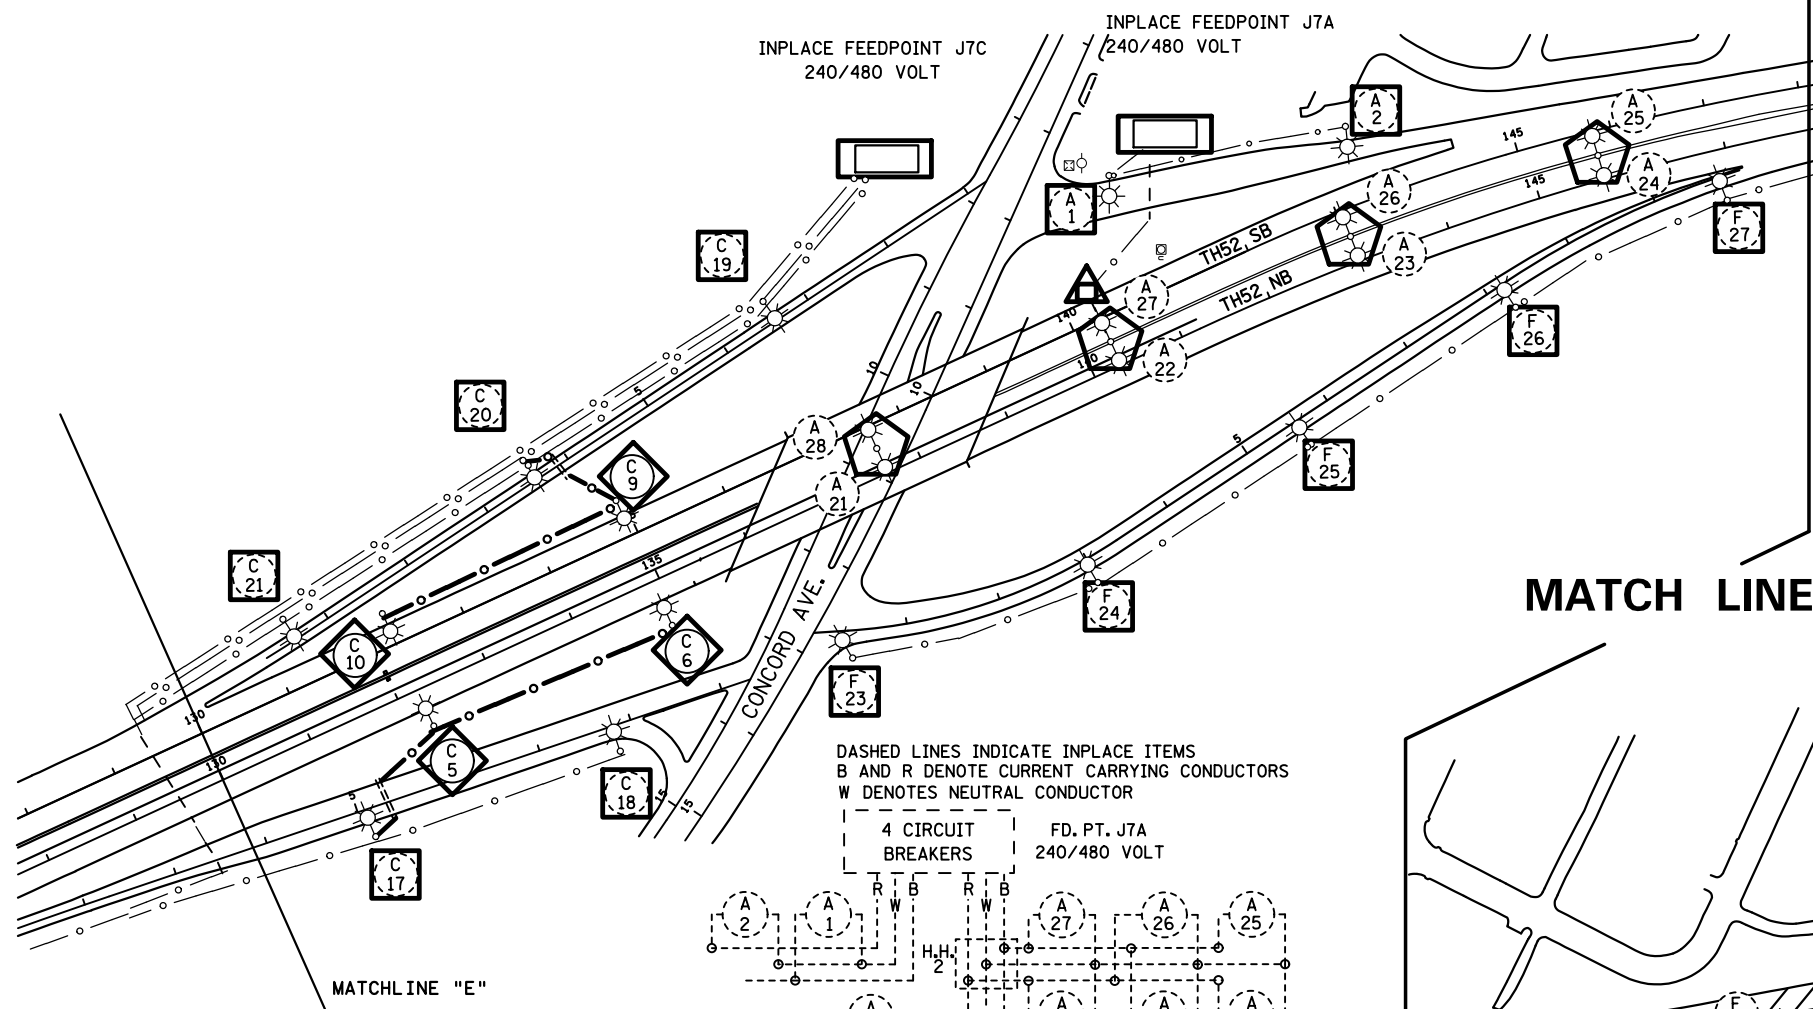 INPLACE FEEDPOINT J7C
240/480 VOLT
INPLACE FEEDPOINT J7A
240/480 VOLT
A
2
A
25
145
A
1
A
26
145
A
24
F
27
C
19
TH52 SB
A
23
A
27
TH52 NB
140
140
F
26
A
22
10
10
5
C
20
A
28
C
9
5
F
25
A
21
135
C
21
F
24
MATCH LINE
C
10
C
6
CONCORD AVE.
F
23
130
130
C
5
5
C
18
15
15
C
17
DASHED LINES INDICATE INPLACE ITEMS
B AND R DENOTE CURRENT CARRYING CONDUCTORS
W DENOTES NEUTRAL CONDUCTOR
4 CIRCUIT
BREAKERS
FD. PT. J7A
240/480 VOLT
R W B R W B
A
2
A
1
A
27
A
26
A
25
H.H.
2
MATCHLINE "E"
A
A
A
A
F